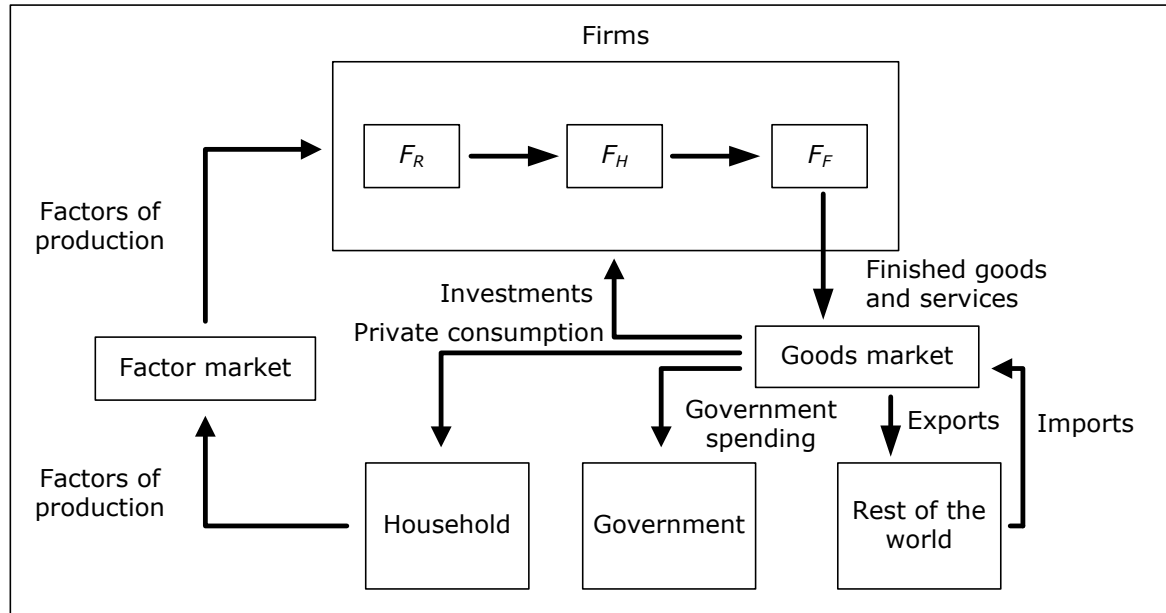 Firms
F_R
F_H
F_F
Factors of
production
Finished goods
and services
Investments
Private consumption
Factor market
Goods market
Government
spending
Exports
Imports
Factors of
production
Household
Government
Rest of the
world